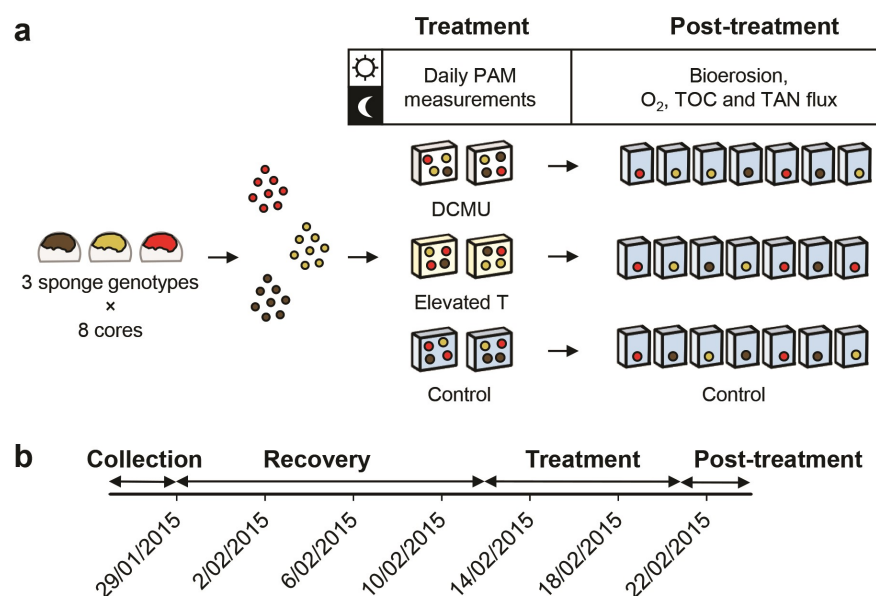 a
Treatment
Post-treatment
Daily PAM
measurements
Bioerosion,
O₂, TOC and TAN flux
DCMU
3 sponge genotypes
×
8 cores
Elevated T
Control
Control
b
Collection
Recovery
Treatment
Post-treatment
29/01/2015
2/02/2015
6/02/2015
10/02/2015
14/02/2015
18/02/2015
22/02/2015